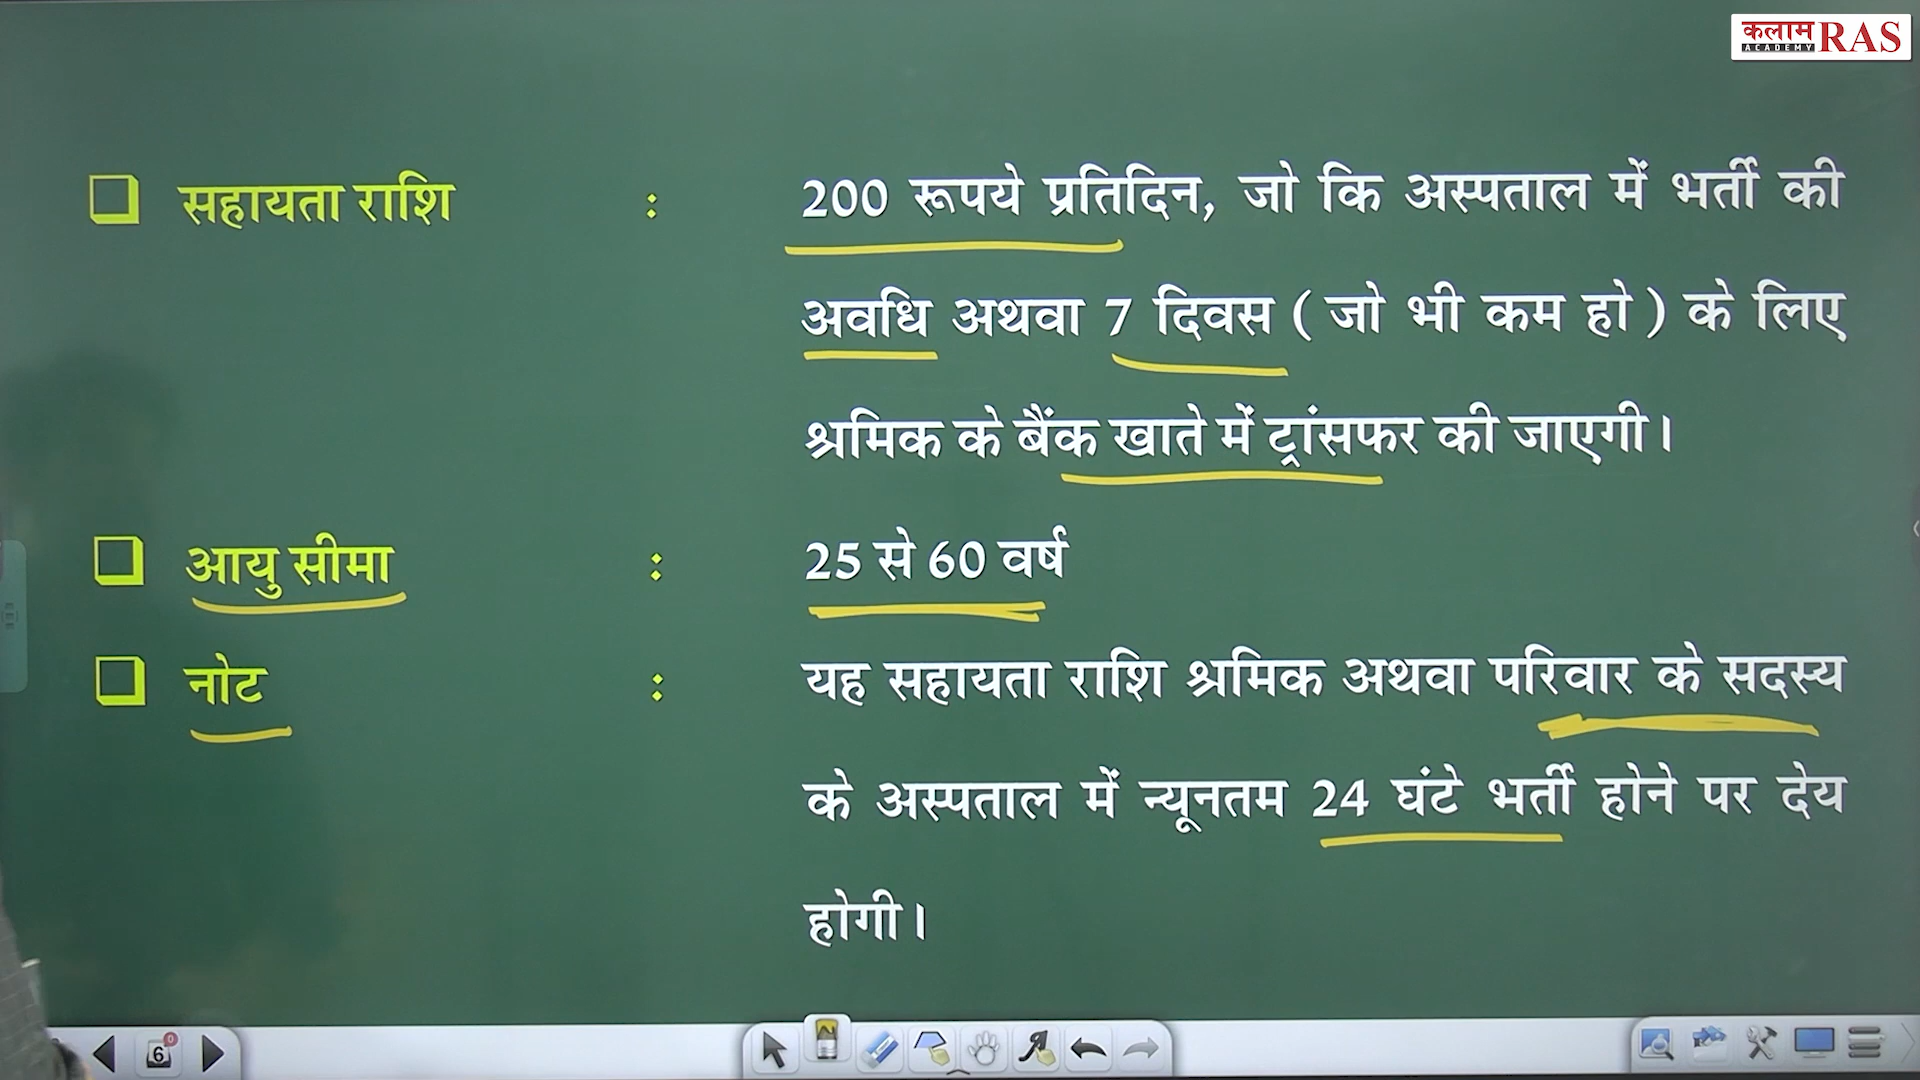 कलाम ACADEMY RAS
सहायता राशि : 200 रूपये प्रतिदिन, जो कि अस्पताल में भर्ती की
अवधि अथवा 7 दिवस ( जो भी कम हो ) के लिए
श्रमिक के बैंक खाते में ट्रांसफर की जाएगी।
आयु सीमा : 25 से 60 वर्ष
नोट : यह सहायता राशि श्रमिक अथवा परिवार के सदस्य
के अस्पताल में न्यूनतम 24 घंटे भर्ती होने पर देय
होगी।
6 0